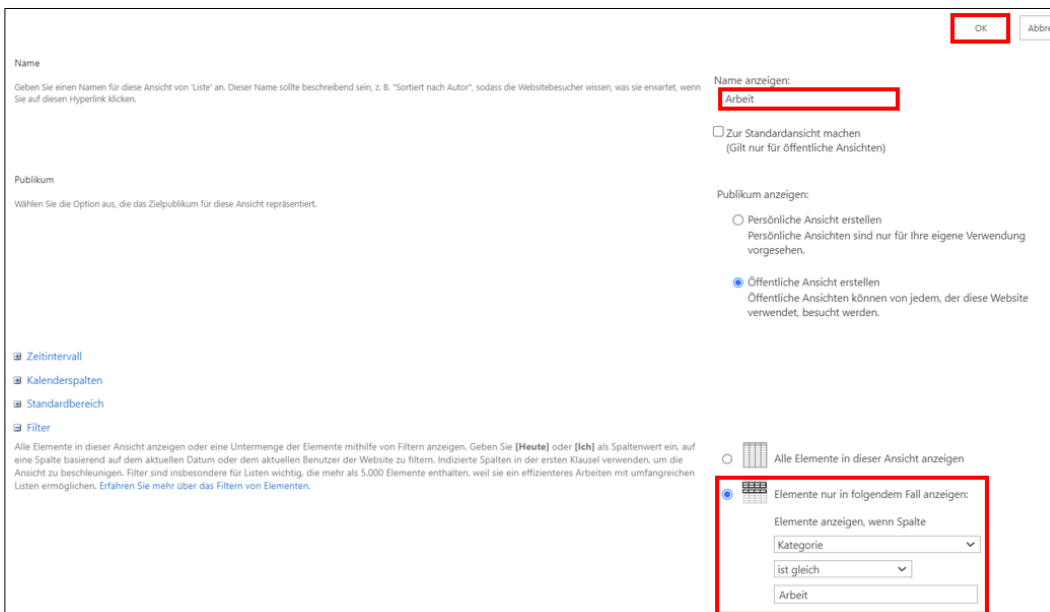 OK
Abbre
Name
Geben Sie einen Namen für diese Ansicht von 'Liste' an. Dieser Name sollte beschreibend sein, z. B. "Sortiert nach Autor", sodass die Websitebesucher wissen, was sie erwartet, wenn
Sie auf diesen Hyperlink klicken.
Name anzeigen:
Arbeit
Zur Standardansicht machen
(Gilt nur für öffentliche Ansichten)
Publikum
Wählen Sie die Option aus, die das Zielpublikum für diese Ansicht repräsentiert.
Publikum anzeigen:
Persönliche Ansicht erstellen
Persönliche Ansichten sind nur für Ihre eigene Verwendung
vorgesehen.
Öffentliche Ansicht erstellen
Öffentliche Ansichten können von jedem, der diese Website
verwendet, besucht werden.
Zeitintervall
Kalenderspalten
Standardbereich
Filter
Alle Elemente in dieser Ansicht anzeigen oder eine Untermenge der Elemente mithilfe von Filtern anzeigen. Geben Sie [Heute] oder [Ich] als Spaltenwert ein, auf
eine Spalte basierend auf dem aktuellen Datum oder dem aktuellen Benutzer der Website zu filtern. Indizierte Spalten in der ersten Klausel verwenden, um die
Ansicht zu beschleunigen. Filter sind insbesondere für Listen wichtig, die mehr als 5.000 Elemente enthalten, weil sie ein effizienteres Arbeiten mit umfangreichen
Listen ermöglichen. Erfahren Sie mehr über das Filtern von Elementen.
Alle Elemente in dieser Ansicht anzeigen
Elemente nur in folgendem Fall anzeigen:
Elemente anzeigen, wenn Spalte
Kategorie
ist gleich
Arbeit